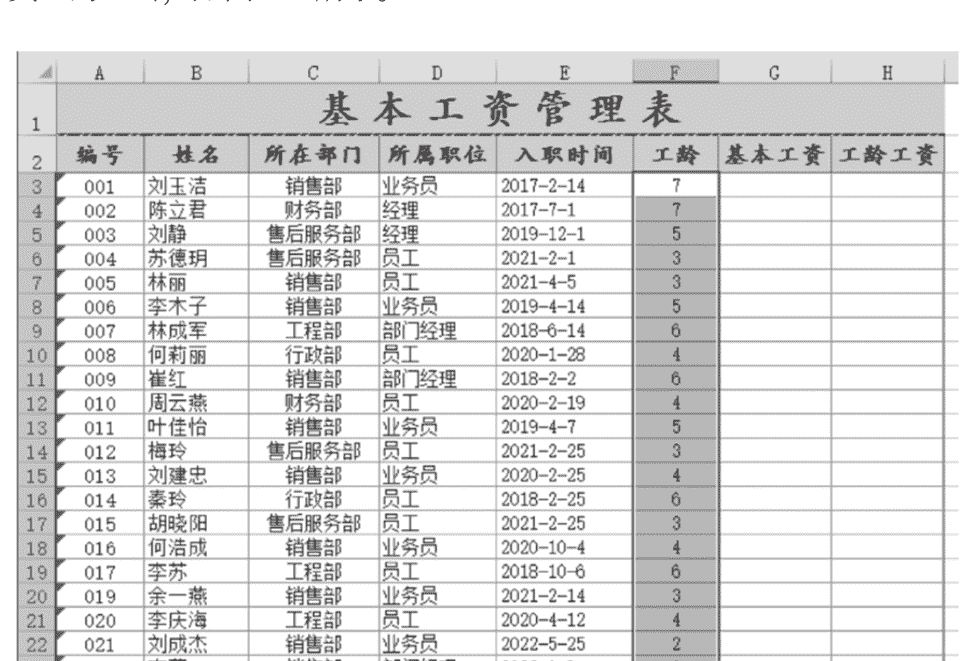 A B C D E F G H
1 基本工资管理表
2 编号 姓名 所在部门 所属职位 入职时间 工龄 基本工资 工龄工资
3 001 刘玉洁 销售部 业务员 2017-2-14 7
4 002 陈立君 财务部 经理 2017-7-1 7
5 003 刘静 售后服务部 经理 2019-12-1 5
6 004 苏德玥 售后服务部 员工 2021-2-1 3
7 005 林丽 销售部 员工 2021-4-5 3
8 006 李木子 销售部 业务员 2019-4-14 5
9 007 林成军 工程部 部门经理 2018-6-14 6
10 008 何莉丽 行政部 员工 2020-1-28 4
11 009 崔红 销售部 部门经理 2018-2-2 6
12 010 周云燕 财务部 员工 2020-2-19 4
13 011 叶佳怡 销售部 业务员 2019-4-7 5
14 012 梅玲 售后服务部 员工 2021-2-25 3
15 013 刘建忠 销售部 业务员 2020-2-25 4
16 014 秦玲 行政部 员工 2018-2-25 6
17 015 胡晓阳 售后服务部 员工 2021-2-25 3
18 016 何浩成 销售部 业务员 2020-10-4 4
19 017 李苏 工程部 员工 2018-10-6 6
20 019 余一燕 销售部 业务员 2021-2-14 3
21 020 李庆海 工程部 员工 2020-4-12 4
22 021 刘成杰 销售部 业务员 2022-5-25 2